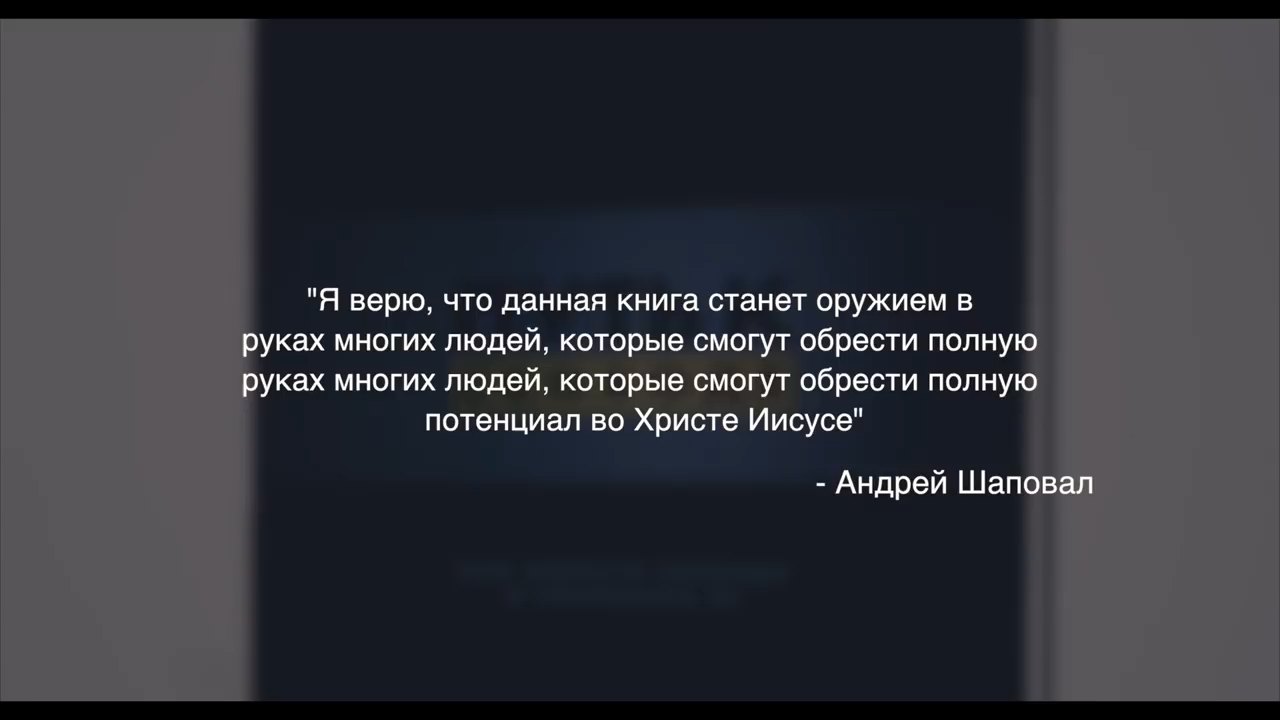 "Я верю, что данная книга станет оружием в
руках многих людей, которые смогут обрести полную
руках многих людей, которые смогут обрести полную
потенциал во Христе Иисусе"
- Андрей Шаповал